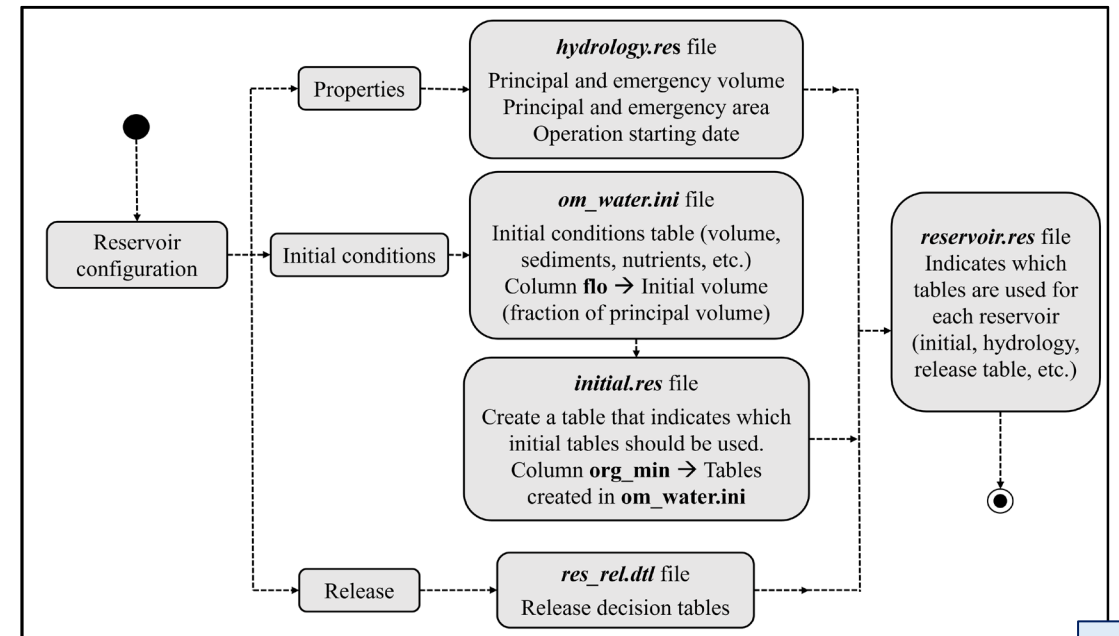 Reservoir
configuration
Properties
hydrology.res file
Principal and emergency volume
Principal and emergency area
Operation starting date
Initial conditions
om_water.ini file
Initial conditions table (volume,
sediments, nutrients, etc.)
Column flo → Initial volume
(fraction of principal volume)
initial.res file
Create a table that indicates which
initial tables should be used.
Column org_min → Tables
created in om_water.ini
Release
res_rel.dtl file
Release decision tables
reservoir.res file
Indicates which
tables are used for
each reservoir
(initial, hydrology,
release table, etc.)